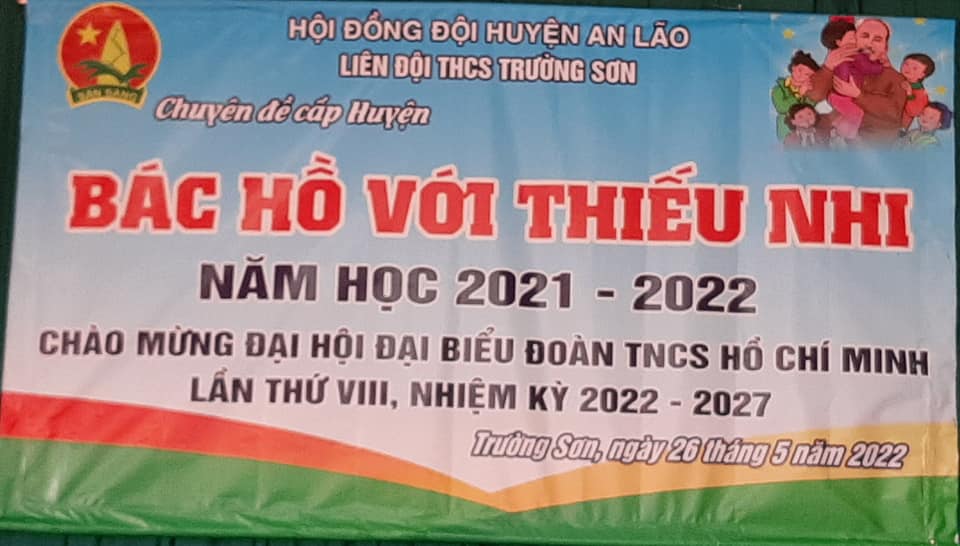 HỘI ĐỒNG ĐỘI HUYỆN AN LÃO
LIÊN ĐỘI THCS TRƯỜNG SƠN
SẴN SÀNG
Chuyên đề cấp Huyện
BÁC HỒ VỚI THIẾU NHI
NĂM HỌC 2021 - 2022
CHÀO MỪNG ĐẠI HỘI ĐẠI BIỂU ĐOÀN TNCS HỒ CHÍ MINH
LẦN THỨ VIII, NHIỆM KỲ 2022 - 2027
Trường Sơn, ngày 26 tháng 5 năm 2022